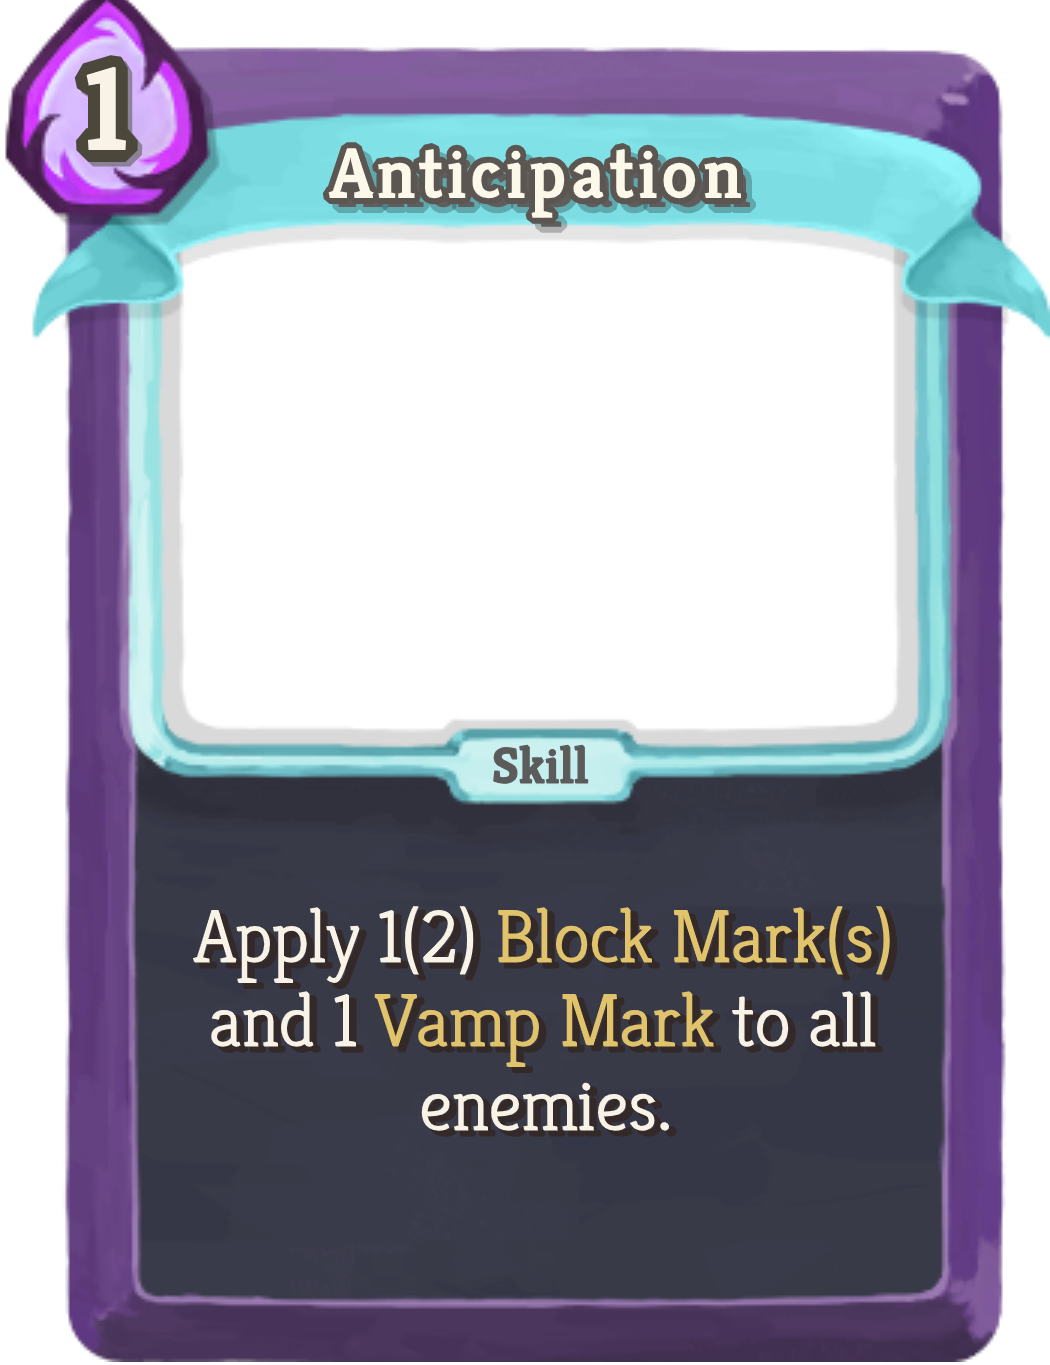 1
Anticipation
Skill
Apply 1(2) Block Mark(s)
and 1 Vamp Mark to all
enemies.